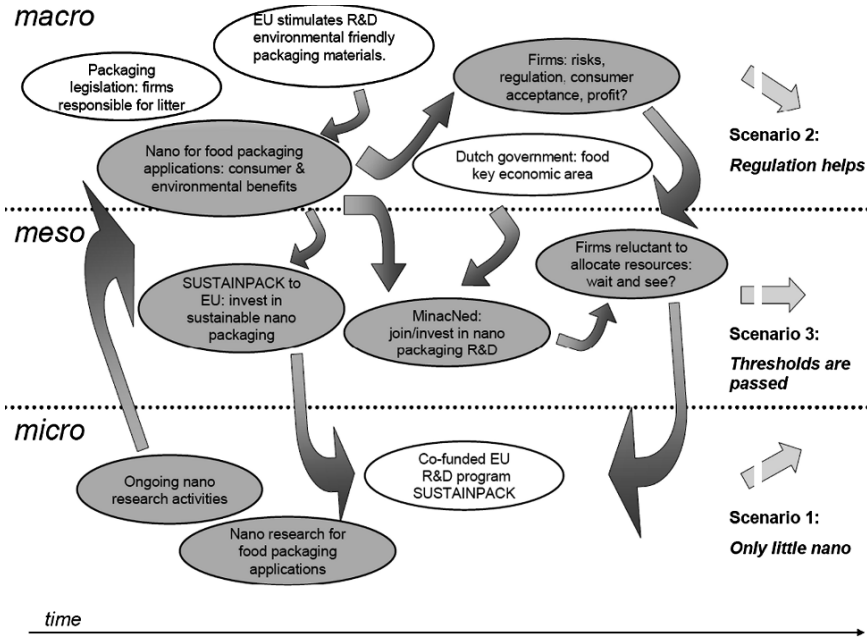 macro
EU stimulates R&D
environmental friendly
packaging materials.
Packaging
legislation: firms
responsible for litter
Firms: risks,
regulation, consumer
acceptance, profit?
Nano for food packaging
applications: consumer &
environmental benefits
Dutch government: food
key economic area
Scenario 2:
Regulation helps
meso
SUSTAINPACK to
EU: invest in
sustainable nano
packaging
MinacNed:
join/invest in nano
packaging R&D
Firms reluctant to
allocate resources:
wait and see?
Scenario 3:
Thresholds are
passed
micro
Ongoing nano
research activities
Nano research for
food packaging
applications
Co-funded EU
R&D program
SUSTAINPACK
Scenario 1:
Only little nano
time